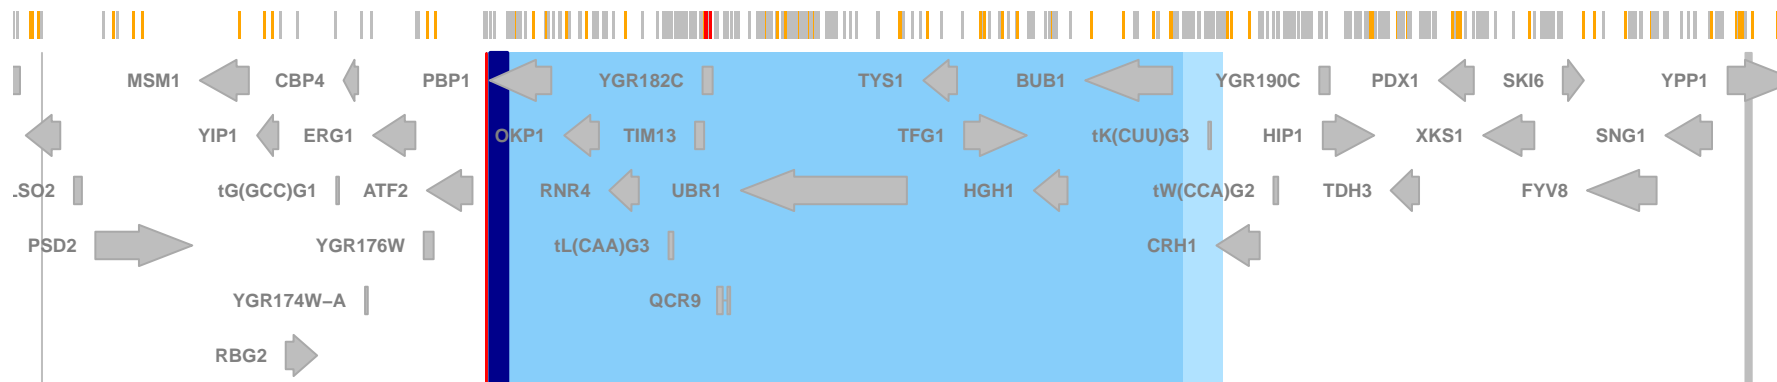 MSM1 CBP4 PBP1 YGR182C TYS1 BUB1 YGR190C PDX1 SKI6 YPP1
YIP1 ERG1 OKP1 TIM13 TFG1 tK(CUU)G3 HIP1 XKS1 SNG1
.SO2 tG(GCC)G1 ATF2 RNR4 UBR1 HGH1 tW(CCA)G2 TDH3 FYV8
PSD2 YGR176W tL(CAA)G3 CRH1
YGR174W−A QCR9
RBG2